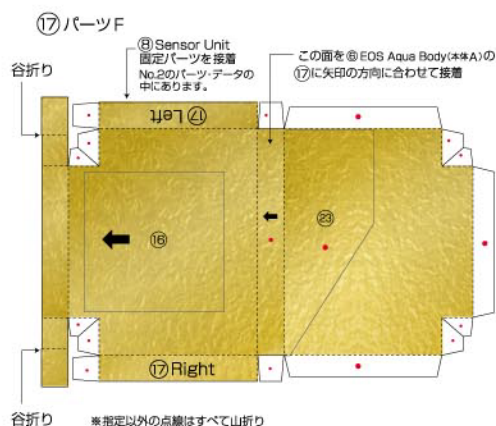 ⑰パーツF
⑧Sensor Unit
固定パーツを接着
No.2のパーツ・データの
中にあります。
この面を⑥EOS Aqua Body(本体A)の
⑰に矢印の方向に合わせて接着
谷折り
⑰Left
⑯
㉓
⑰Right
谷折り
※指定以外の点線はすべて山折り